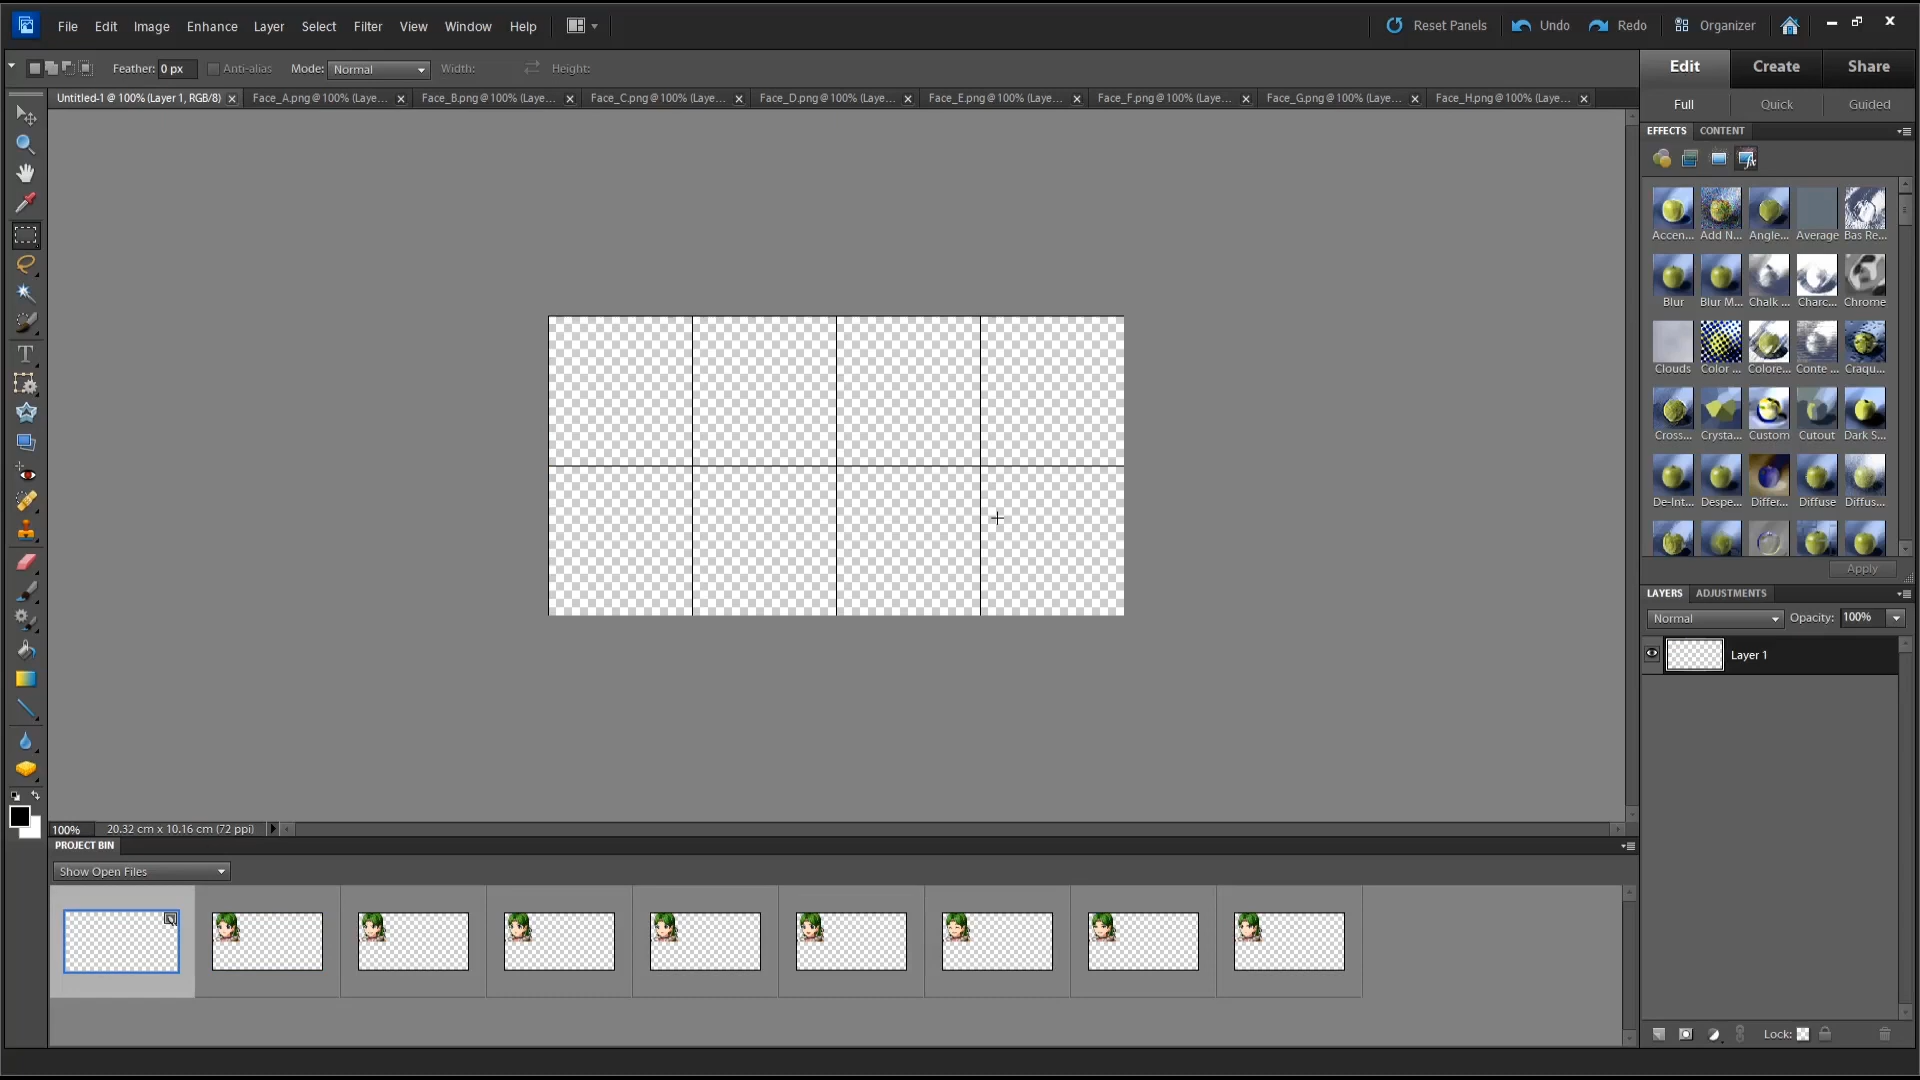 File Edit Image Enhance Layer Select Filter View Window Help
Reset Panels Undo Redo Organizer
Feather: 0 px Anti-alias Mode: Normal Width: Height:
Edit Create Share
Untitled-1 @ 100% (Layer 1, RGB/8) Face_A.png @ 100% (Laye... Face_B.png @ 100% (Laye... Face_C.png @ 100% (Laye... Face_D.png @ 100% (Laye... Face_E.png @ 100% (Laye... Face_F.png @ 100% (Laye... Face_G.png @ 100% (Laye... Face_H.png @ 100% (Laye...
Full Quick Guided
EFFECTS CONTENT
Accen... Add N... Angle... Average Bas Re...
Blur Blur M... Chalk ... Charc... Chrome
Clouds Color ... Colore... Conte ... Craqu...
Cross... Crysta... Custom Cutout Dark S...
De-Int... Despe... Differ... Diffuse Diffus...
Apply
LAYERS ADJUSTMENTS
Normal Opacity: 100%
Layer 1
100% 20.32 cm x 10.16 cm (72 ppi)
PROJECT BIN
Show Open Files
Lock: